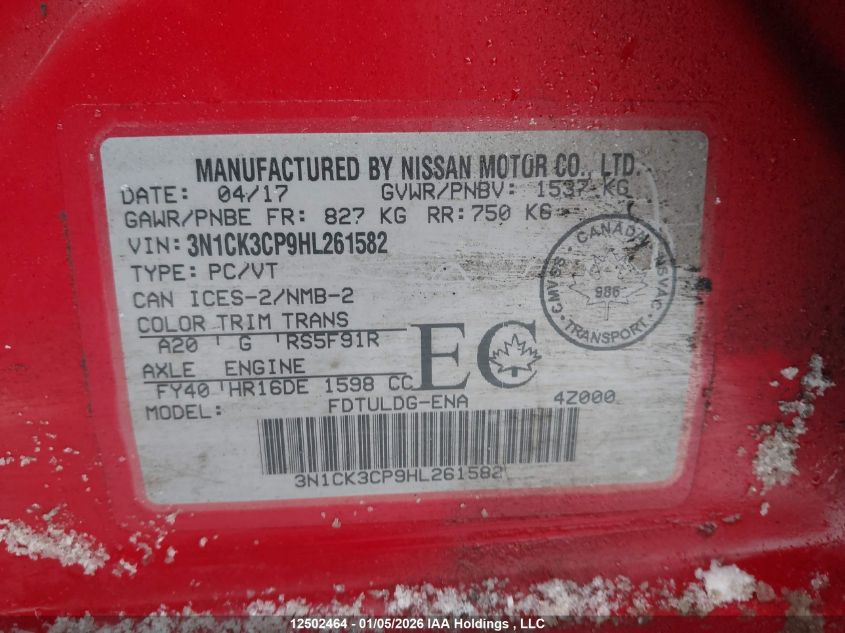 MANUFACTURED BY NISSAN MOTOR CO., LTD.
DATE: 04/17 GVWR/PNBV: 1537 KG
GAWR/PNBE FR: 827 KG RR: 750 KG
VIN: 3N1CK3CP9HL261582
TYPE: PC/VT
CAN ICES-2/NMB-2
COLOR TRIM TRANS
A20 G RS5F91R
AXLE ENGINE
FY40 HR16DE 1598 CC
MODEL: FDTULDG-ENA 4Z000
3N1CK3CP9HL261582
EC
CANADA
CMVSS NSVAC
986
TRANSPORT
12502464 - 01/05/2026 IAA Holdings, LLC